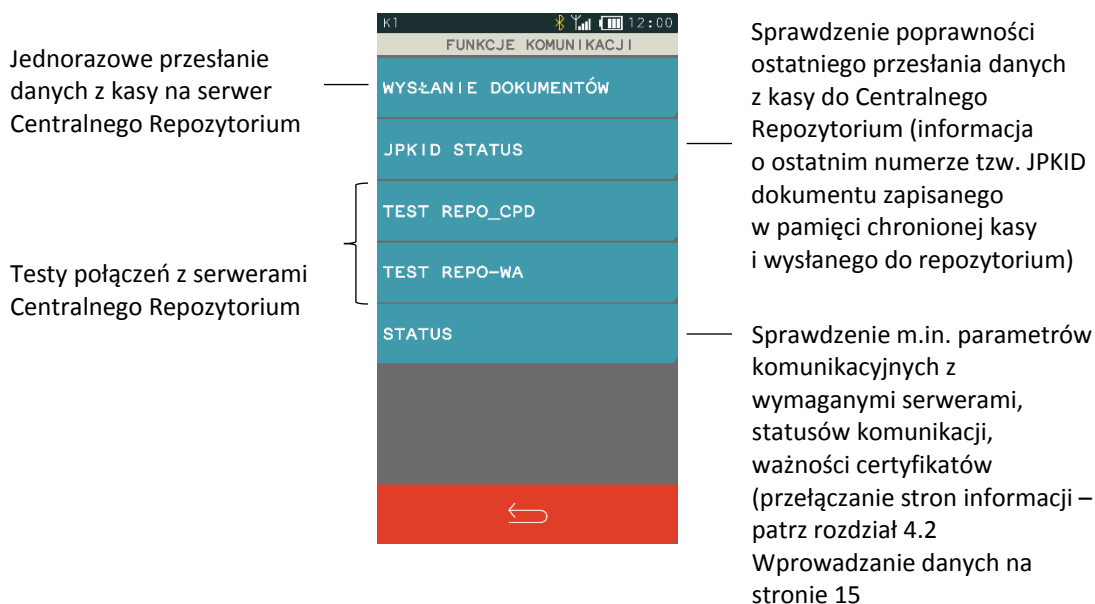 Jednorazowe przesłanie
danych z kasy na serwer
Centralnego Repozytorium
Testy połączeń z serwerami
Centralnego Repozytorium
K1 12:00
FUNKCJE KOMUNIKACJI
WYSŁANIE DOKUMENTÓW
JPKID STATUS
TEST REPO_CPD
TEST REPO-WA
STATUS
Sprawdzenie poprawności
ostatniego przesłania danych
z kasy do Centralnego
Repozytorium (informacja
o ostatnim numerze tzw. JPKID
dokumentu zapisanego
w pamięci chronionej kasy
i wysłanego do repozytorium)
Sprawdzenie m.in. parametrów
komunikacyjnych z
wymaganymi serwerami,
statusów komunikacji,
ważności certyfikatów
(przełączanie stron informacji –
patrz rozdział 4.2
Wprowadzanie danych na
stronie 15